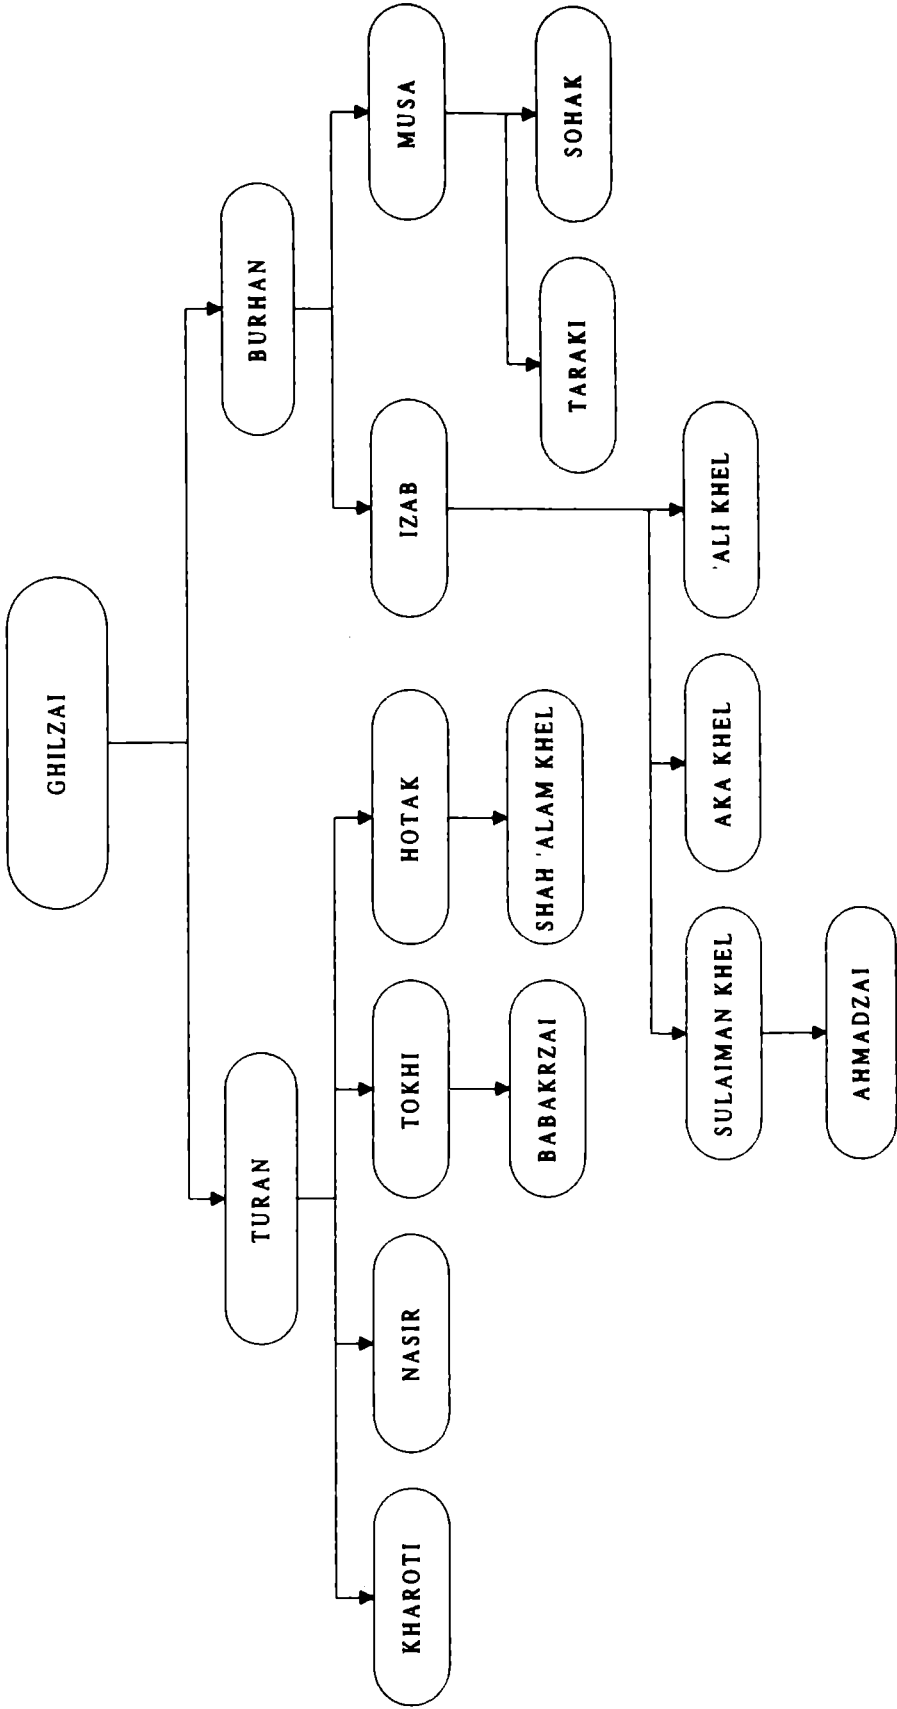 GHILZAI
TURAN
BURHAN
KHAROTI
NASIR
TOKHI
HOTAK
IZAB
MUSA
BABAKRZAI
SHAH 'ALAM KHEL
TARAKI
SOHAK
SULAIMAN KHEL
AKA KHEL
'ALI KHEL
AHMADZAI